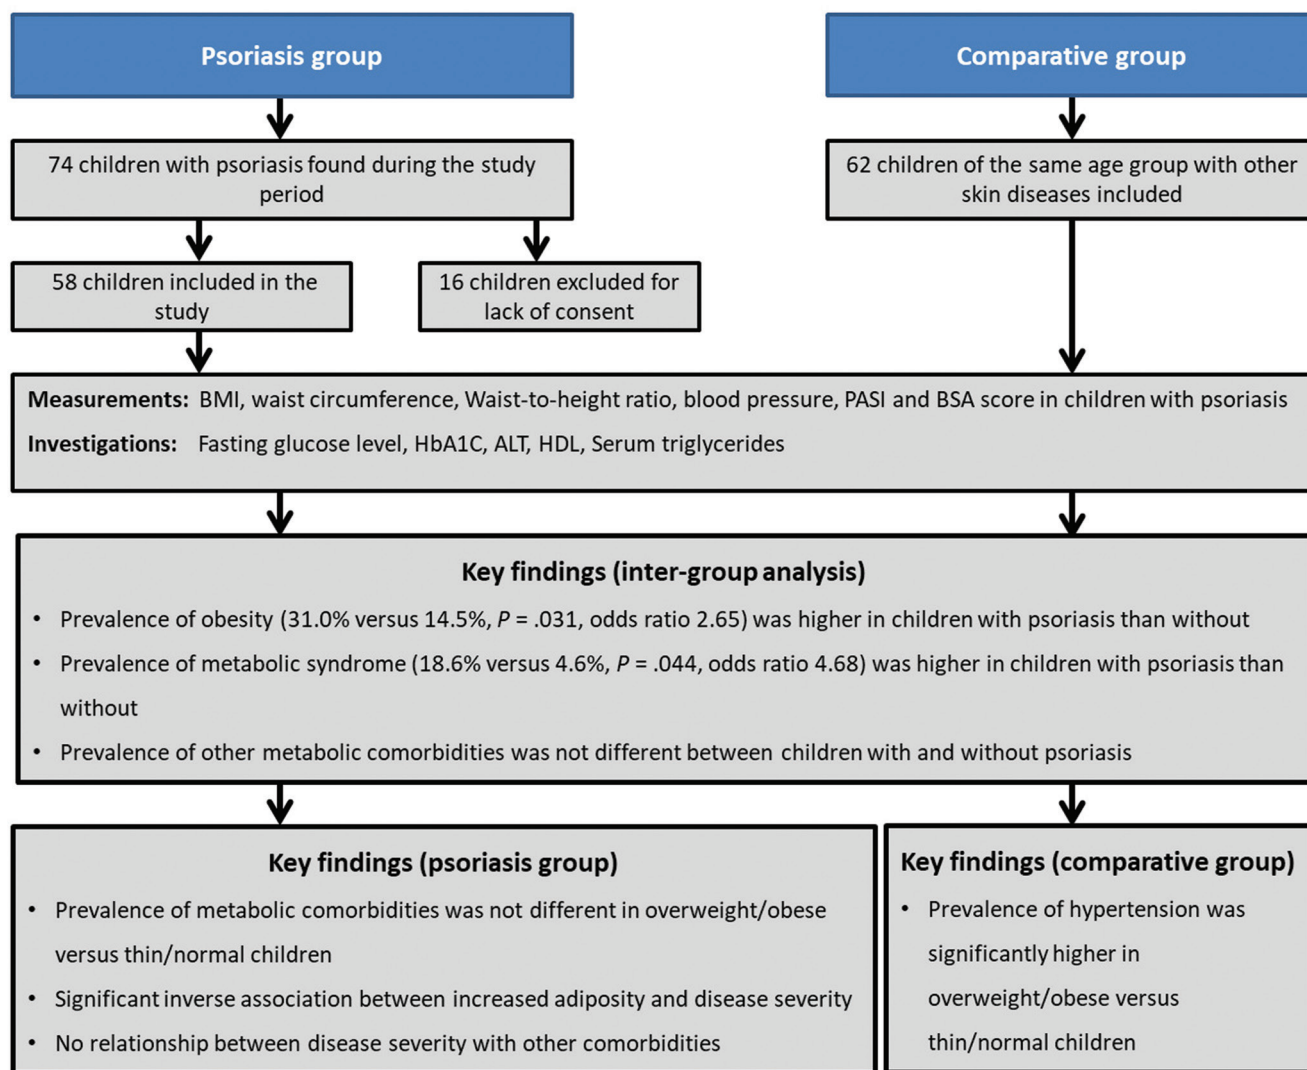 Psoriasis group
Comparative group
74 children with psoriasis found during the study
period
62 children of the same age group with other
skin diseases included
58 children included in the
study
16 children excluded for
lack of consent
Measurements: BMI, waist circumference, Waist-to-height ratio, blood pressure, PASI and BSA score in children with psoriasis
Investigations: Fasting glucose level, HbA1C, ALT, HDL, Serum triglycerides
Key findings (inter-group analysis)
• Prevalence of obesity (31.0% versus 14.5%, P = .031, odds ratio 2.65) was higher in children with psoriasis than without
• Prevalence of metabolic syndrome (18.6% versus 4.6%, P = .044, odds ratio 4.68) was higher in children with psoriasis than
without
• Prevalence of other metabolic comorbidities was not different between children with and without psoriasis
Key findings (psoriasis group)
• Prevalence of metabolic comorbidities was not different in overweight/obese
versus thin/normal children
• Significant inverse association between increased adiposity and disease severity
• No relationship between disease severity with other comorbidities
Key findings (comparative group)
• Prevalence of hypertension was
significantly higher in
overweight/obese versus
thin/normal children